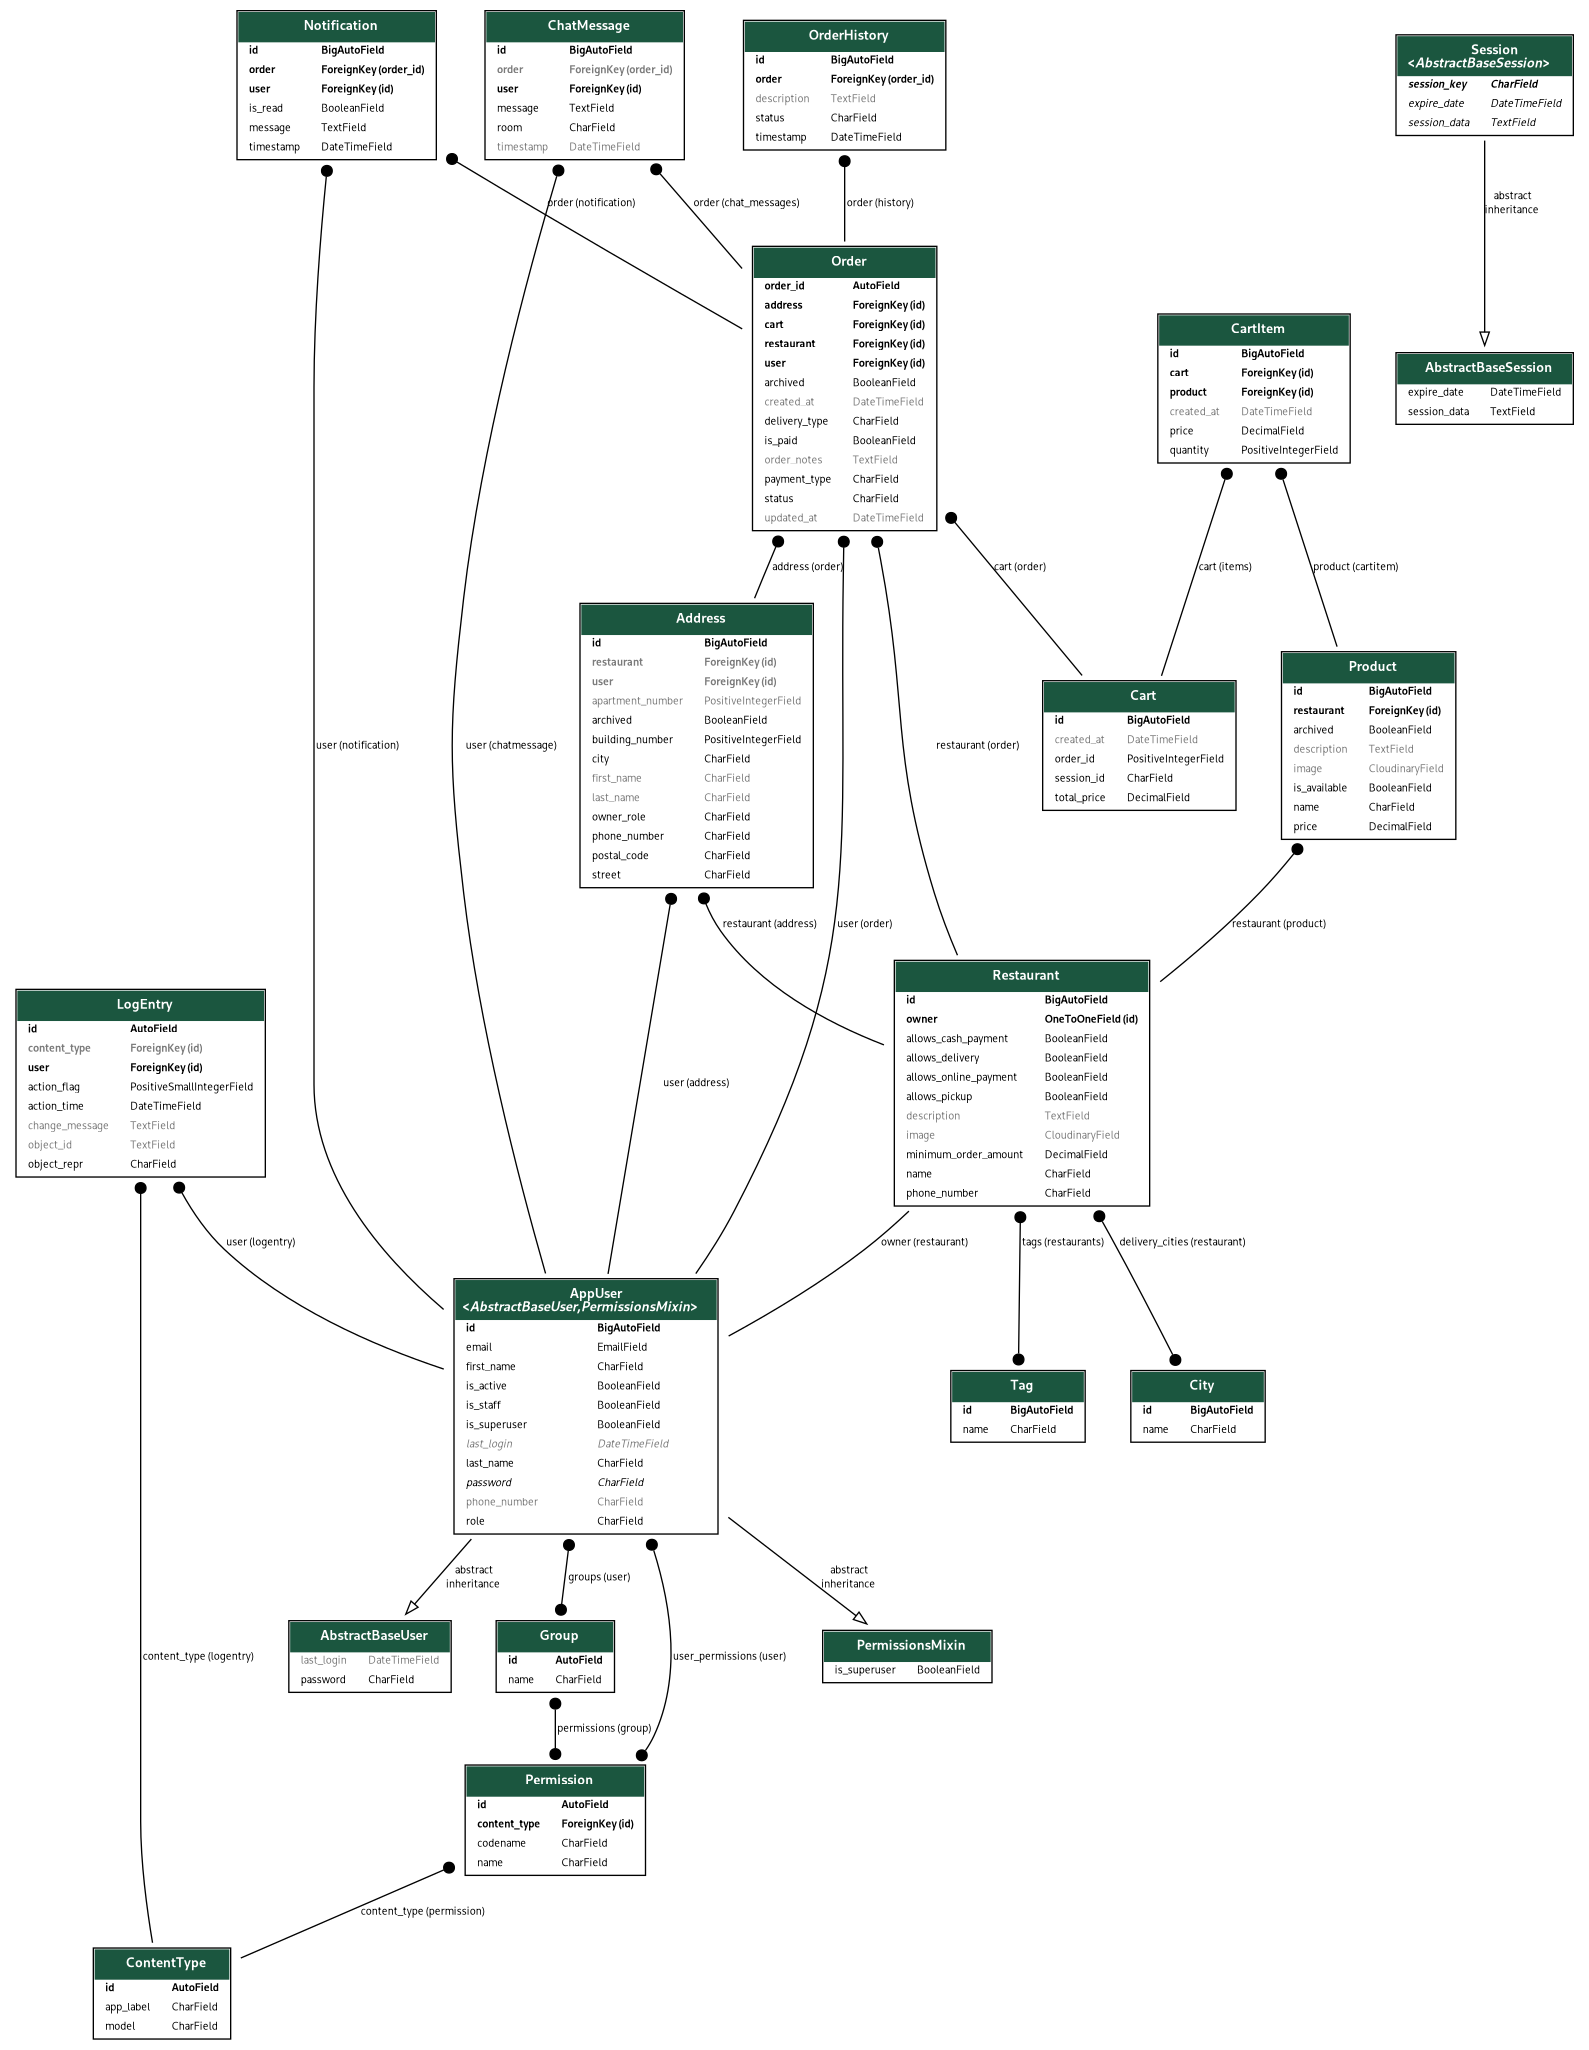 Notification
id BigAutoField
order ForeignKey (order_id)
user ForeignKey (id)
is_read BooleanField
message TextField
timestamp DateTimeField
ChatMessage
id BigAutoField
order ForeignKey (order_id)
user ForeignKey (id)
message TextField
room CharField
timestamp DateTimeField
OrderHistory
id BigAutoField
order ForeignKey (order_id)
description TextField
status CharField
timestamp DateTimeField
Session
<AbstractBaseSession>
session_key CharField
expire_date DateTimeField
session_data TextField
order (notification)
order (chat_messages)
order (history)
abstract
inheritance
Order
order_id AutoField
address ForeignKey (id)
cart ForeignKey (id)
restaurant ForeignKey (id)
user ForeignKey (id)
archived BooleanField
created_at DateTimeField
delivery_type CharField
is_paid BooleanField
order_notes TextField
payment_type CharField
status CharField
updated_at DateTimeField
CartItem
id BigAutoField
cart ForeignKey (id)
product ForeignKey (id)
created_at DateTimeField
price DecimalField
quantity PositiveIntegerField
AbstractBaseSession
expire_date DateTimeField
session_data TextField
address (order)
cart (order)
cart (items)
product (cartitem)
Address
id BigAutoField
restaurant ForeignKey (id)
user ForeignKey (id)
apartment_number PositiveIntegerField
archived BooleanField
building_number PositiveIntegerField
city CharField
first_name CharField
last_name CharField
owner_role CharField
phone_number CharField
postal_code CharField
street CharField
Cart
id BigAutoField
created_at DateTimeField
order_id PositiveIntegerField
session_id CharField
total_price DecimalField
Product
id BigAutoField
restaurant ForeignKey (id)
archived BooleanField
description TextField
image CloudinaryField
is_available BooleanField
name CharField
price DecimalField
user (notification)
user (chatmessage)
restaurant (order)
restaurant (address)
user (order)
restaurant (product)
LogEntry
id AutoField
content_type ForeignKey (id)
user ForeignKey (id)
action_flag PositiveSmallIntegerField
action_time DateTimeField
change_message TextField
object_id TextField
object_repr CharField
user (address)
Restaurant
id BigAutoField
owner OneToOneField (id)
allows_cash_payment BooleanField
allows_delivery BooleanField
allows_online_payment BooleanField
allows_pickup BooleanField
description TextField
image CloudinaryField
minimum_order_amount DecimalField
name CharField
phone_number CharField
user (logentry)
owner (restaurant)
tags (restaurants)
delivery_cities (restaurant)
AppUser
<AbstractBaseUser,PermissionsMixin>
id BigAutoField
email EmailField
first_name CharField
is_active BooleanField
is_staff BooleanField
is_superuser BooleanField
last_login DateTimeField
last_name CharField
password CharField
phone_number CharField
role CharField
Tag
id BigAutoField
name CharField
City
id BigAutoField
name CharField
abstract
inheritance
groups (user)
abstract
inheritance
AbstractBaseUser
last_login DateTimeField
password CharField
Group
id AutoField
name CharField
PermissionsMixin
is_superuser BooleanField
content_type (logentry)
user_permissions (user)
permissions (group)
Permission
id AutoField
content_type ForeignKey (id)
codename CharField
name CharField
content_type (permission)
ContentType
id AutoField
app_label CharField
model CharField